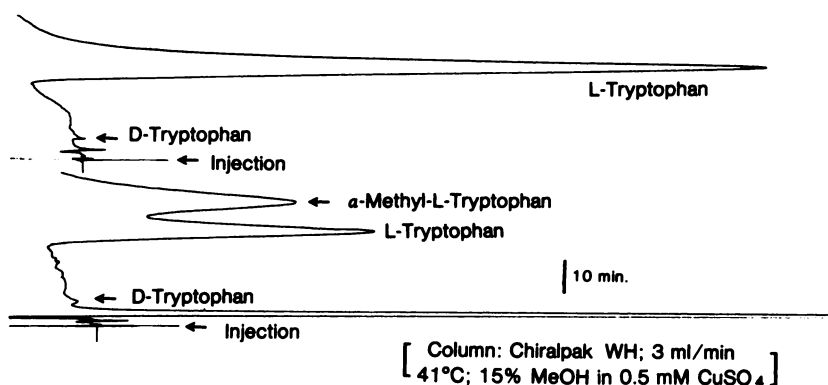 L-Tryptophan
D-Tryptophan
Injection
α-Methyl-L-Tryptophan
L-Tryptophan
10 min.
D-Tryptophan
Injection
[ Column: Chiralpak WH; 3 ml/min
41°C; 15% MeOH in 0.5 mM CuSO₄ ]